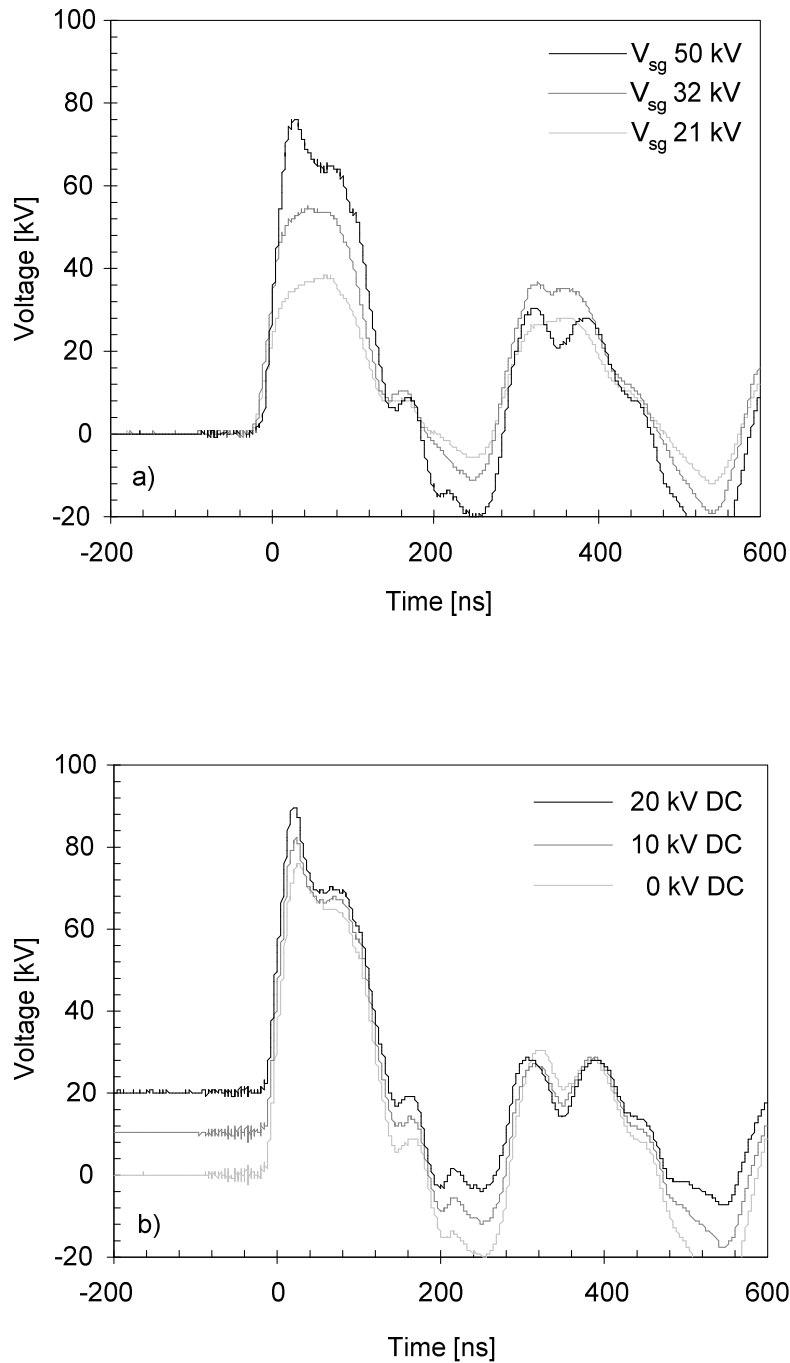 100
80
60
40
20
0
-20
Voltage [kV]
V_sg 50 kV
V_sg 32 kV
V_sg 21 kV
a)
-200 0 200 400 600
Time [ns]
100
80
60
40
20
0
-20
Voltage [kV]
20 kV DC
10 kV DC
0 kV DC
b)
-200 0 200 400 600
Time [ns]